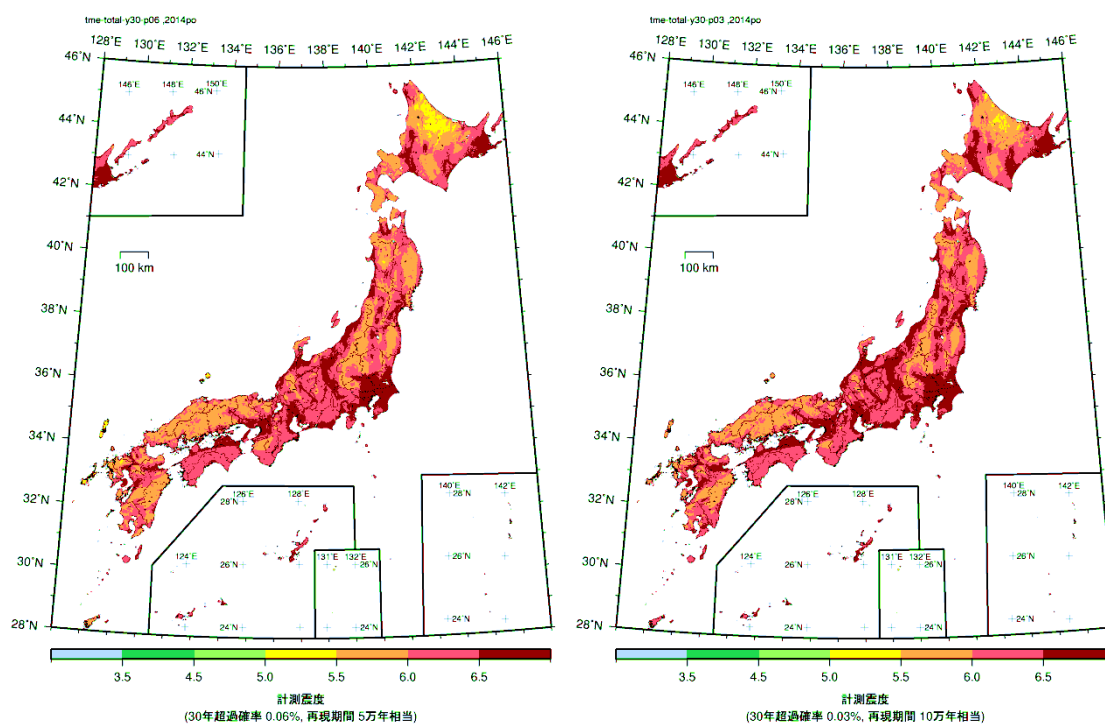 tme-total-y30-p06 ,2014po
128˚E 130˚E 132˚E 134˚E 136˚E 138˚E 140˚E 142˚E 144˚E 146˚E
46˚N
146˚E 148˚E 150˚E
46˚N
44˚N
44˚N
42˚N
40˚N
100 km
38˚N
36˚N
34˚N
32˚N
126˚E 128˚E
28˚N
140˚E 142˚E
28˚N
124˚E
131˚E 132˚E
30˚N
26˚N
26˚N
26˚N
24˚N
24˚N
24˚N
28˚N
3.5 4.5 5.0 5.5 6.0 6.5
計測震度
(30年超過確率 0.06%, 再現期間 5万年相当)
tme-total-y30-p03 ,2014po
128˚E 130˚E 132˚E 134˚E 136˚E 138˚E 140˚E 142˚E 144˚E 146˚E
46˚N
146˚E 148˚E 150˚E
46˚N
44˚N
44˚N
42˚N
40˚N
100 km
38˚N
36˚N
34˚N
32˚N
126˚E 128˚E
28˚N
140˚E 142˚E
28˚N
124˚E
131˚E 132˚E
30˚N
26˚N
26˚N
26˚N
24˚N
24˚N
24˚N
28˚N
3.5 4.5 5.0 5.5 6.0 6.5
計測震度
(30年超過確率 0.03%, 再現期間 10万年相当)